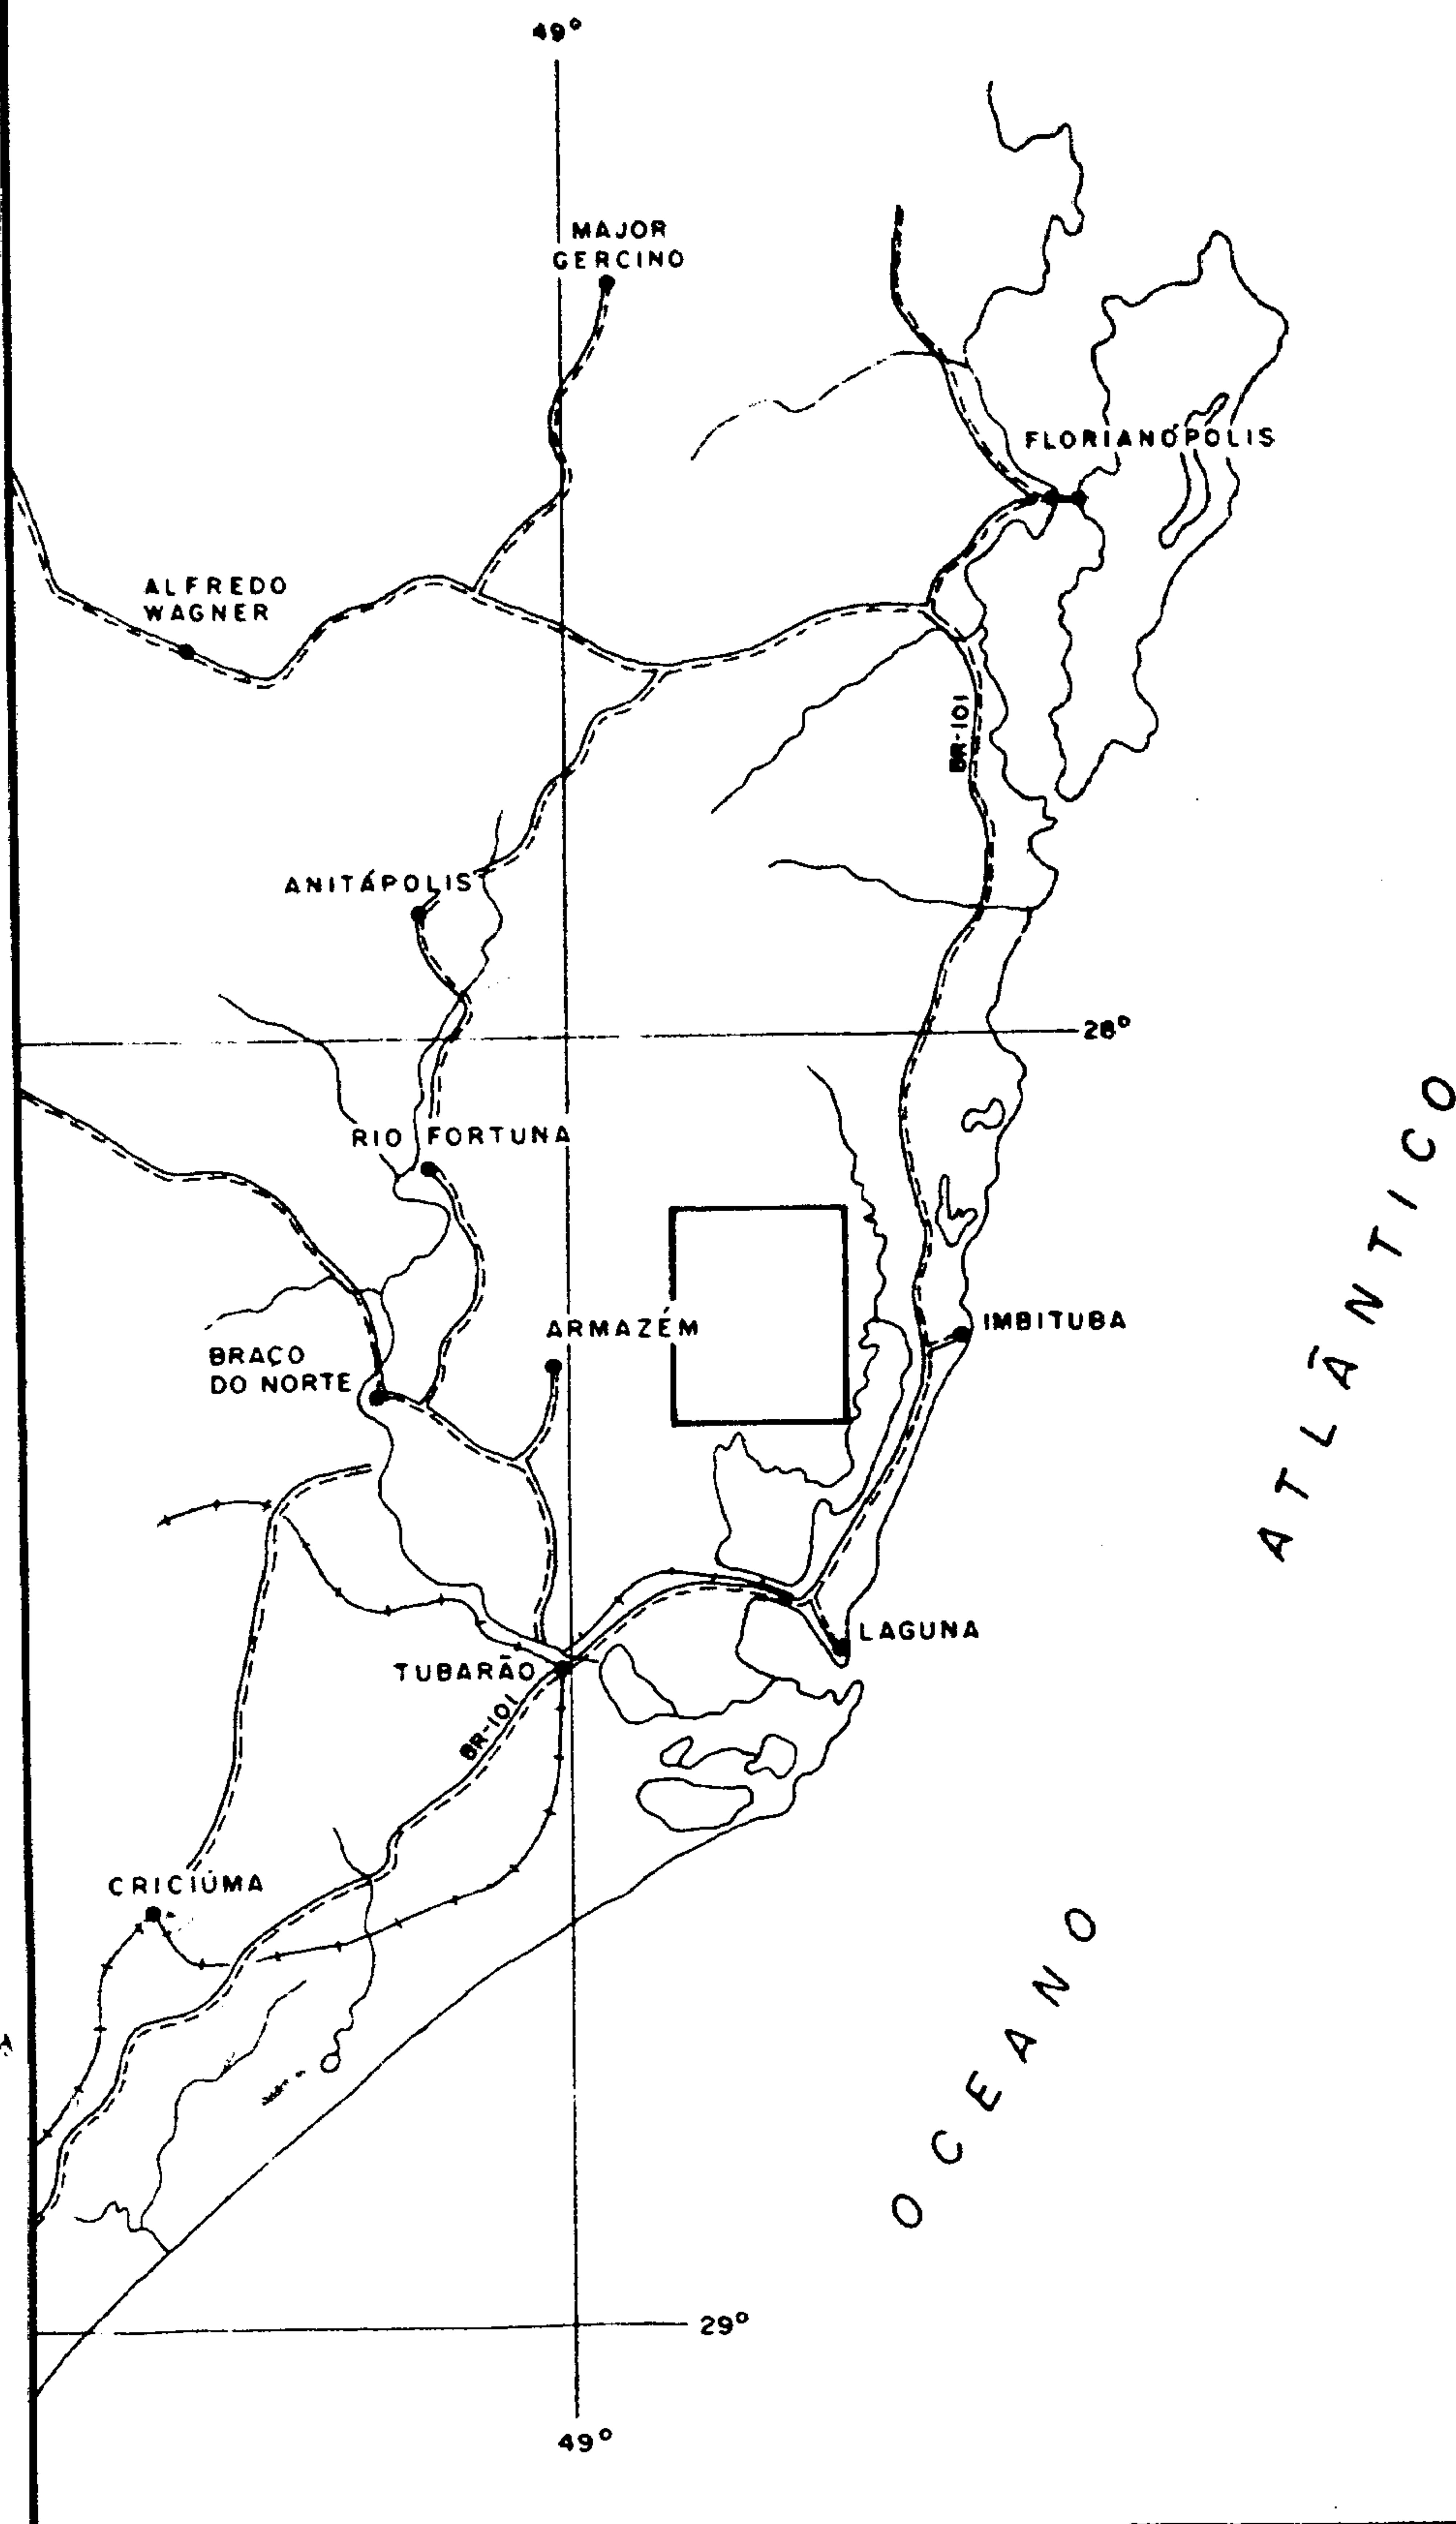 49°
MAJOR
GERCINO
FLORIANÓPOLIS
ALFREDO
WAGNER
BR-101
ANITÁPOLIS
28°
RIO FORTUNA
ATLÂNTICO
ARMAZÉM
IMBITUBA
BRAÇO
DO NORTE
LAGUNA
TUBARÃO
BR-101
CRICIÚMA
OCEANO
29°
49°